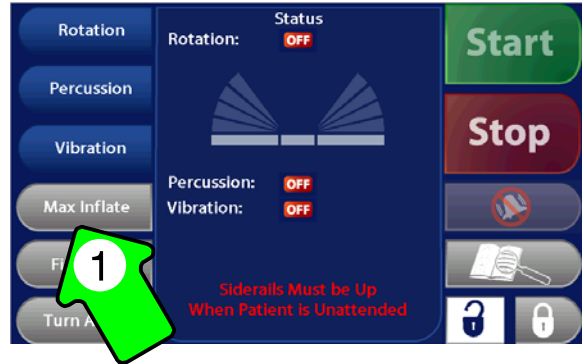 Rotation
Percussion
Vibration
Max Inflate
Fi
Turn A
1
Status
Rotation: OFF
Percussion: OFF
Vibration: OFF
Siderails Must be Up
When Patient is Unattended
Start
Stop